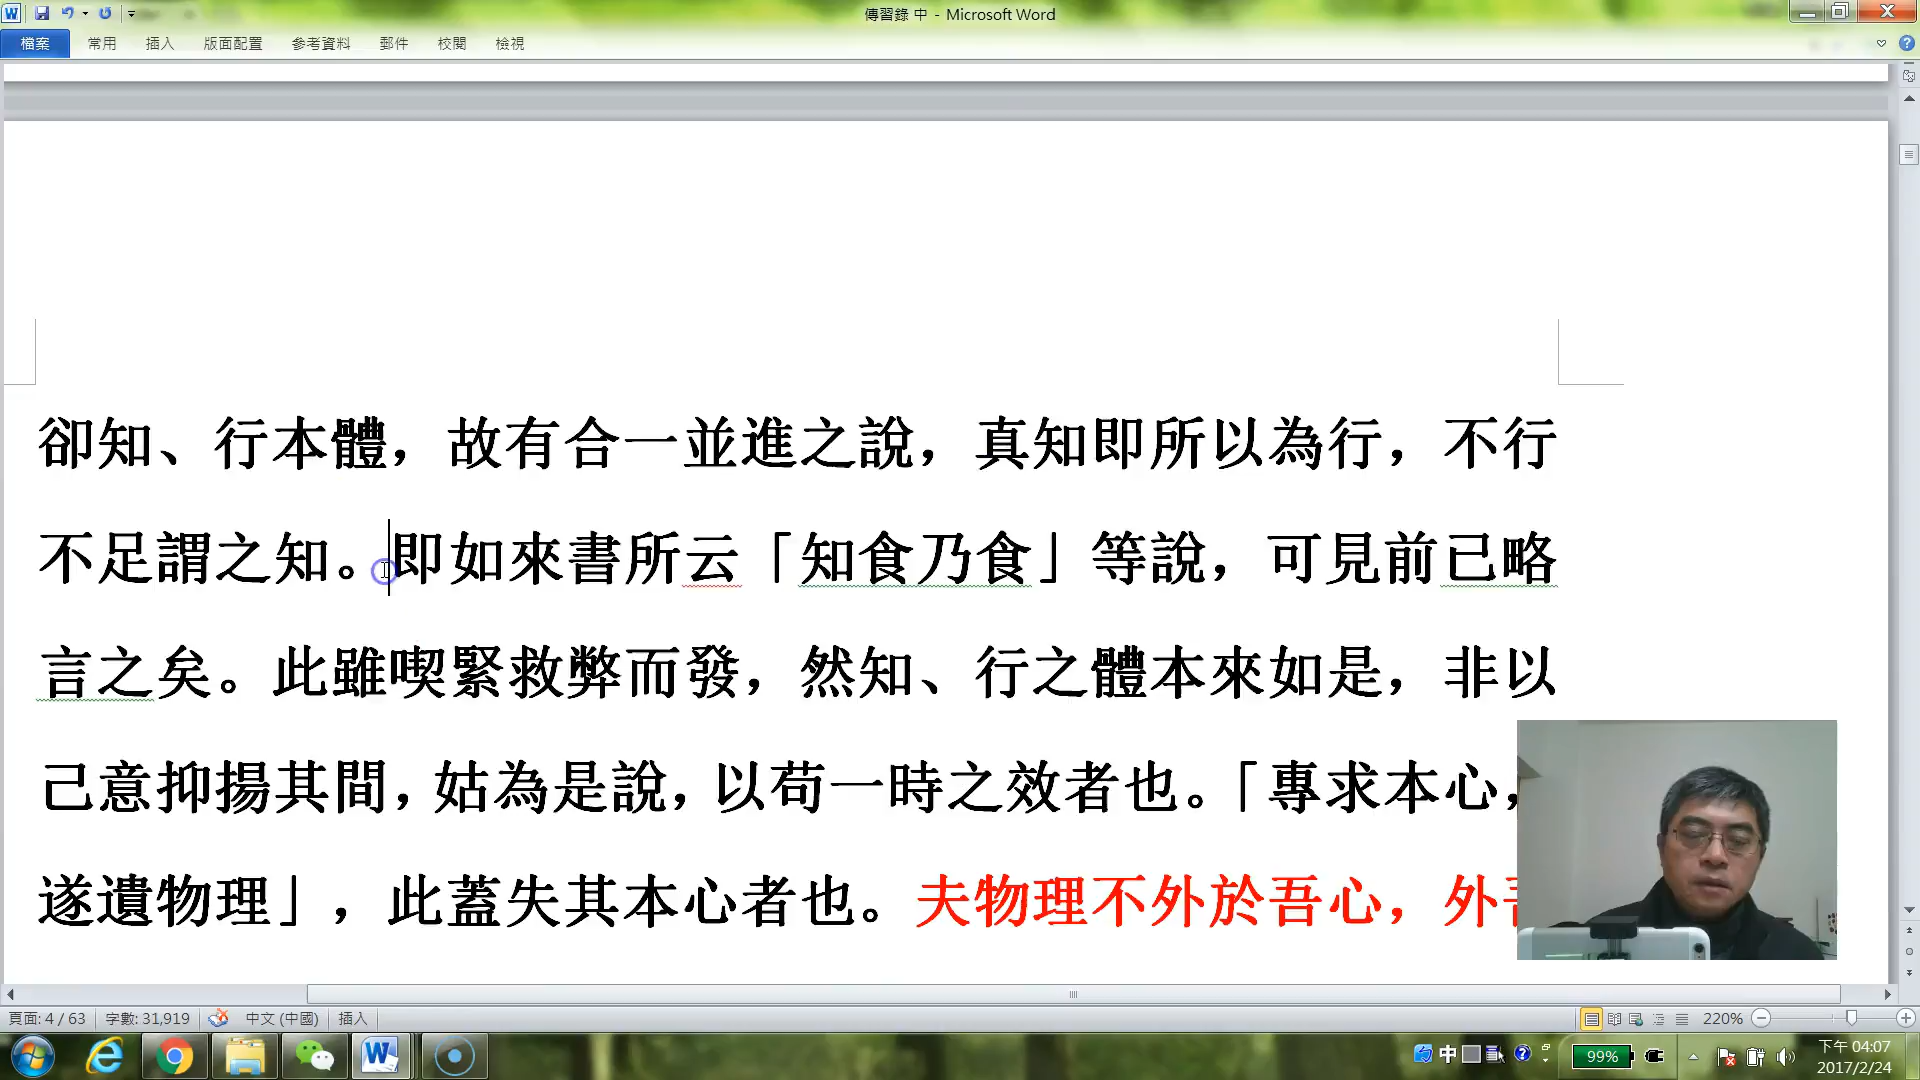 傳習錄 中 - Microsoft Word
檔案 常用 插入 版面配置 參考資料 郵件 校閱 檢視
卻知、行本體，故有合一並進之說，真知即所以為行，不行
不足謂之知。即如來書所云「知食乃食」等說，可見前己略
言之矣。此雖喫緊救弊而發，然知、行之體本來如是，非以
己意抑揚其間，姑為是說，以苟一時之效者也。「專求本心，
遂遺物理」，此蓋失其本心者也。夫物理不外於吾心，外
頁面: 4 / 63 字數: 31,919 中文 (中國) 插入 220%
中 99% 下午 04:07
2017/2/24